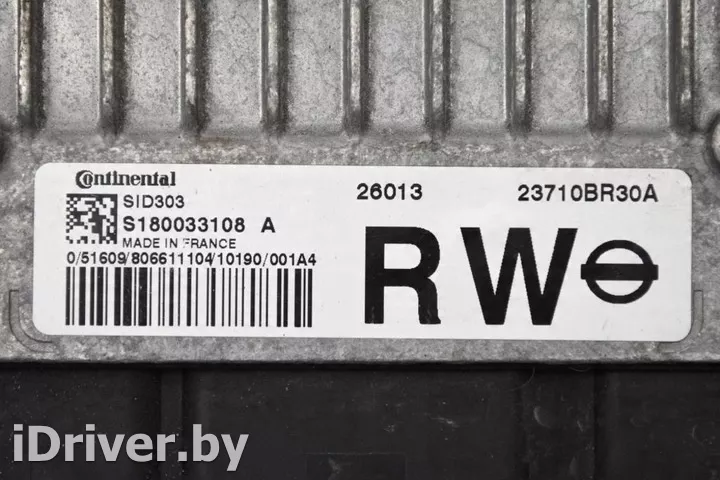 Continental
SID303
S180033108 A
MADE IN FRANCE
0/51609/806611104/10190/001A4
26013 23710BR30A
RW
iDriver.by